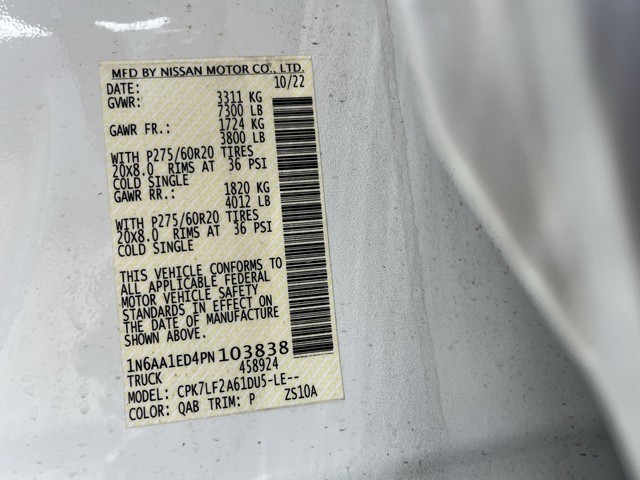 MFD BY NISSAN MOTOR CO., LTD.
DATE: 10/22
GVWR: 3311 KG
7300 LB
GAWR FR.: 1724 KG
3800 LB
WITH P275/60R20 TIRES
20X8.0 RIMS AT 36 PSI
COLD SINGLE
GAWR RR.: 1820 KG
4012 LB
WITH P275/60R20 TIRES
20X8.0 RIMS AT 36 PSI
COLD SINGLE
THIS VEHICLE CONFORMS TO
ALL APPLICABLE FEDERAL
MOTOR VEHICLE SAFETY
STANDARDS IN EFFECT ON
THE DATE OF MANUFACTURE
SHOWN ABOVE.
1N6AA1ED4PN103838
TRUCK 458924
MODEL: CPK7LF2A61DU5-LE--
COLOR: QAB TRIM: P ZS10A